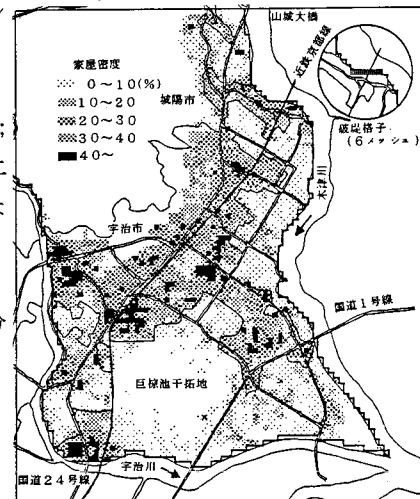 山城大橋
近鉄京都線
家屋密度
0～10(%)
10～20
20～30
30～40
40～
城陽市
破堤格子
(6メッシュ)
木津川
宇治市
国道1号線
巨椋池干拓地
宇治川
国道24号線